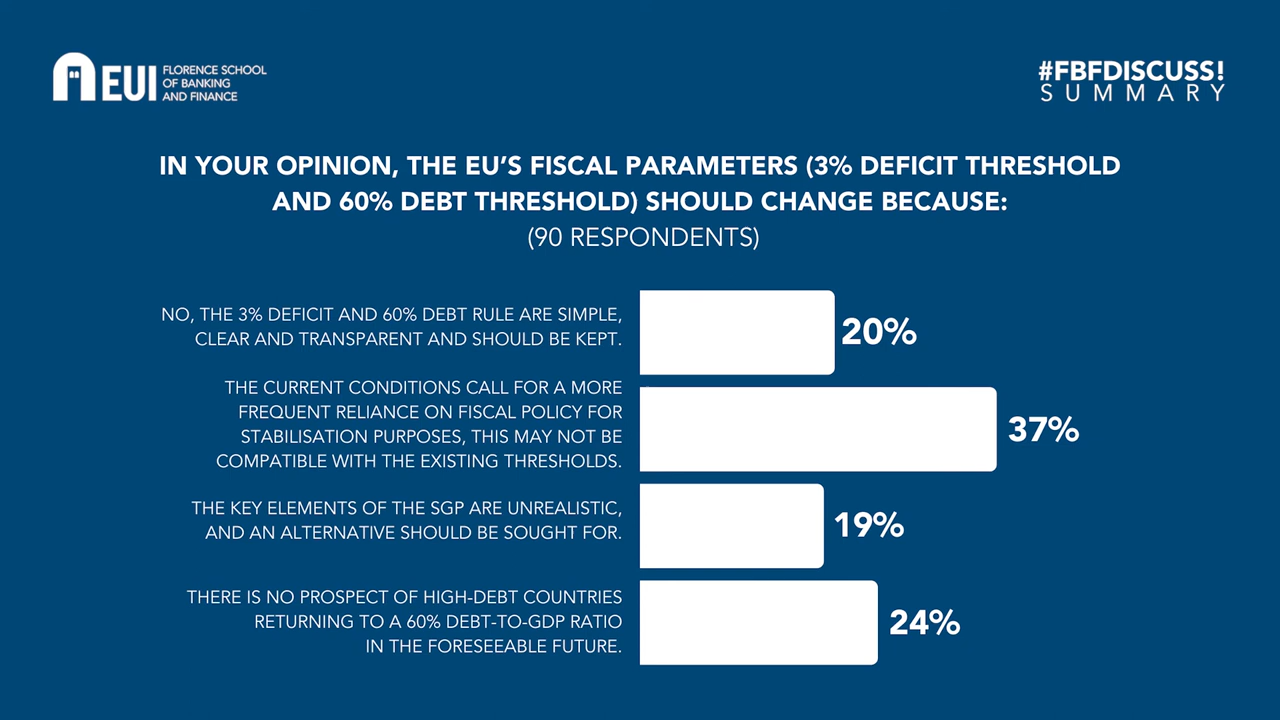 EUI
FLORENCE SCHOOL
OF BANKING
AND FINANCE
#FBFDISCUSS!
SUMMARY
IN YOUR OPINION, THE EU’S FISCAL PARAMETERS (3% DEFICIT THRESHOLD
AND 60% DEBT THRESHOLD) SHOULD CHANGE BECAUSE:
(90 RESPONDENTS)
NO, THE 3% DEFICIT AND 60% DEBT RULE ARE SIMPLE,
CLEAR AND TRANSPARENT AND SHOULD BE KEPT.
20%
THE CURRENT CONDITIONS CALL FOR A MORE
FREQUENT RELIANCE ON FISCAL POLICY FOR
STABILISATION PURPOSES, THIS MAY NOT BE
COMPATIBLE WITH THE EXISTING THRESHOLDS.
37%
THE KEY ELEMENTS OF THE SGP ARE UNREALISTIC,
AND AN ALTERNATIVE SHOULD BE SOUGHT FOR.
19%
THERE IS NO PROSPECT OF HIGH-DEBT COUNTRIES
RETURNING TO A 60% DEBT-TO-GDP RATIO
IN THE FORESEEABLE FUTURE.
24%